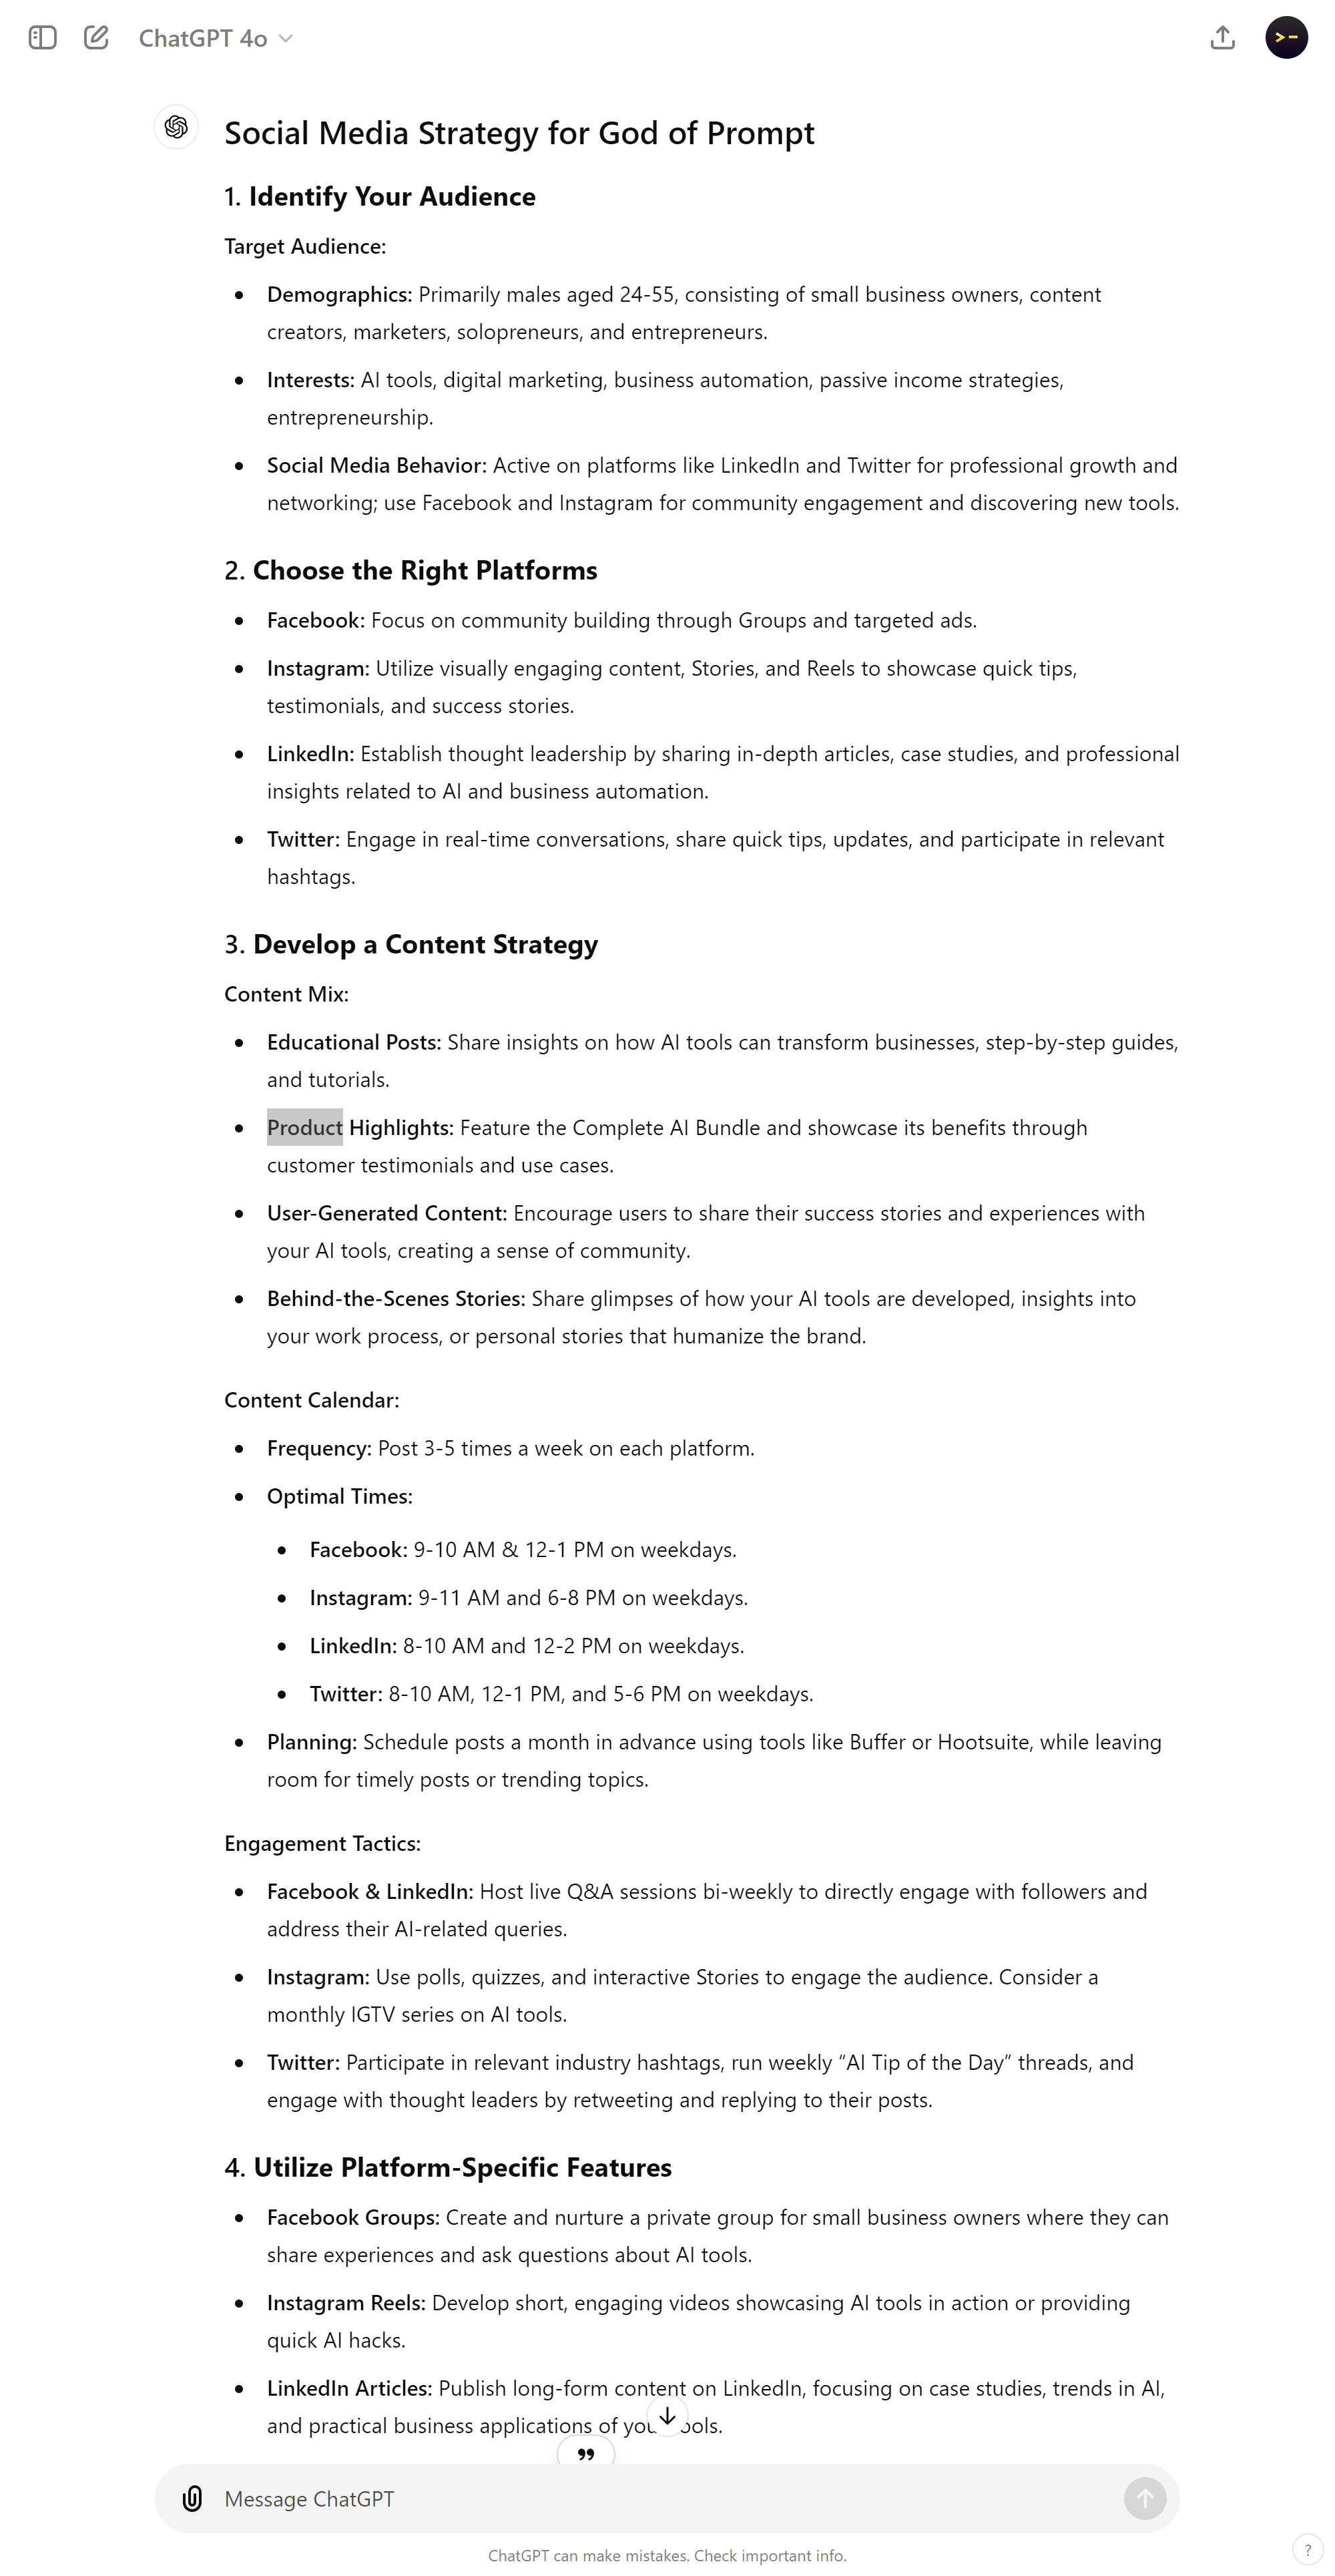 ChatGPT 4o
Social Media Strategy for God of Prompt
1. Identify Your Audience
Target Audience:
Demographics: Primarily males aged 24-55, consisting of small business owners, content
creators, marketers, solopreneurs, and entrepreneurs.
Interests: AI tools, digital marketing, business automation, passive income strategies,
entrepreneurship.
Social Media Behavior: Active on platforms like LinkedIn and Twitter for professional growth and
networking; use Facebook and Instagram for community engagement and discovering new tools.
2. Choose the Right Platforms
Facebook: Focus on community building through Groups and targeted ads.
Instagram: Utilize visually engaging content, Stories, and Reels to showcase quick tips,
testimonials, and success stories.
LinkedIn: Establish thought leadership by sharing in-depth articles, case studies, and professional
insights related to AI and business automation.
Twitter: Engage in real-time conversations, share quick tips, updates, and participate in relevant
hashtags.
3. Develop a Content Strategy
Content Mix:
Educational Posts: Share insights on how AI tools can transform businesses, step-by-step guides,
and tutorials.
Product Highlights: Feature the Complete AI Bundle and showcase its benefits through
customer testimonials and use cases.
User-Generated Content: Encourage users to share their success stories and experiences with
your AI tools, creating a sense of community.
Behind-the-Scenes Stories: Share glimpses of how your AI tools are developed, insights into
your work process, or personal stories that humanize the brand.
Content Calendar:
Frequency: Post 3-5 times a week on each platform.
Optimal Times:
Facebook: 9-10 AM & 12-1 PM on weekdays.
Instagram: 9-11 AM and 6-8 PM on weekdays.
LinkedIn: 8-10 AM and 12-2 PM on weekdays.
Twitter: 8-10 AM, 12-1 PM, and 5-6 PM on weekdays.
Planning: Schedule posts a month in advance using tools like Buffer or Hootsuite, while leaving
room for timely posts or trending topics.
Engagement Tactics:
Facebook & LinkedIn: Host live Q&A sessions bi-weekly to directly engage with followers and
address their AI-related queries.
Instagram: Use polls, quizzes, and interactive Stories to engage the audience. Consider a
monthly IGTV series on AI tools.
Twitter: Participate in relevant industry hashtags, run weekly “AI Tip of the Day” threads, and
engage with thought leaders by retweeting and replying to their posts.
4. Utilize Platform-Specific Features
Facebook Groups: Create and nurture a private group for small business owners where they can
share experiences and ask questions about AI tools.
Instagram Reels: Develop short, engaging videos showcasing AI tools in action or providing
quick AI hacks.
LinkedIn Articles: Publish long-form content on LinkedIn, focusing on case studies, trends in AI,
and practical business applications of
Message ChatGPT
ChatGPT can make mistakes. Check important info.
?